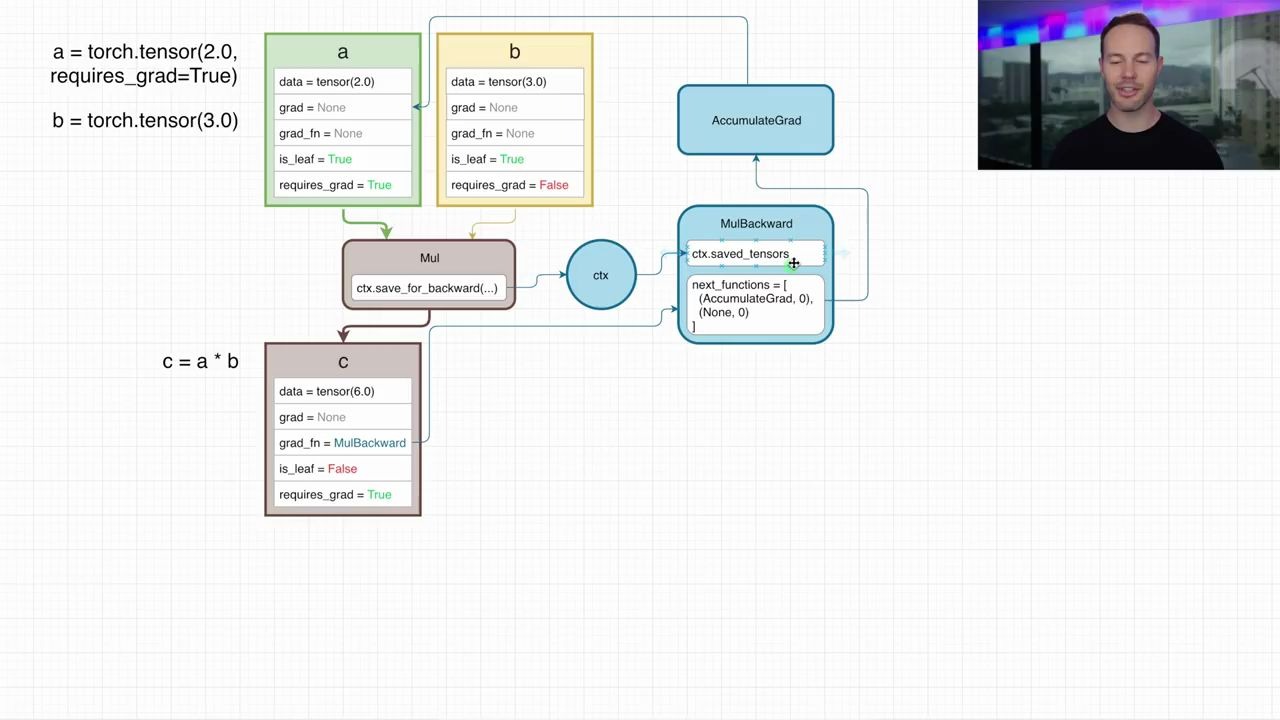 a = torch.tensor(2.0,
requires_grad=True)
b = torch.tensor(3.0)
a
data = tensor(2.0)
grad = None
grad_fn = None
is_leaf = True
requires_grad = True
b
data = tensor(3.0)
grad = None
grad_fn = None
is_leaf = True
requires_grad = False
AccumulateGrad
Mul
ctx.save_for_backward(...)
ctx
MulBackward
ctx.saved_tensors
next_functions = [
(AccumulateGrad, 0),
(None, 0)
]
c = a * b
c
data = tensor(6.0)
grad = None
grad_fn = MulBackward
is_leaf = False
requires_grad = True